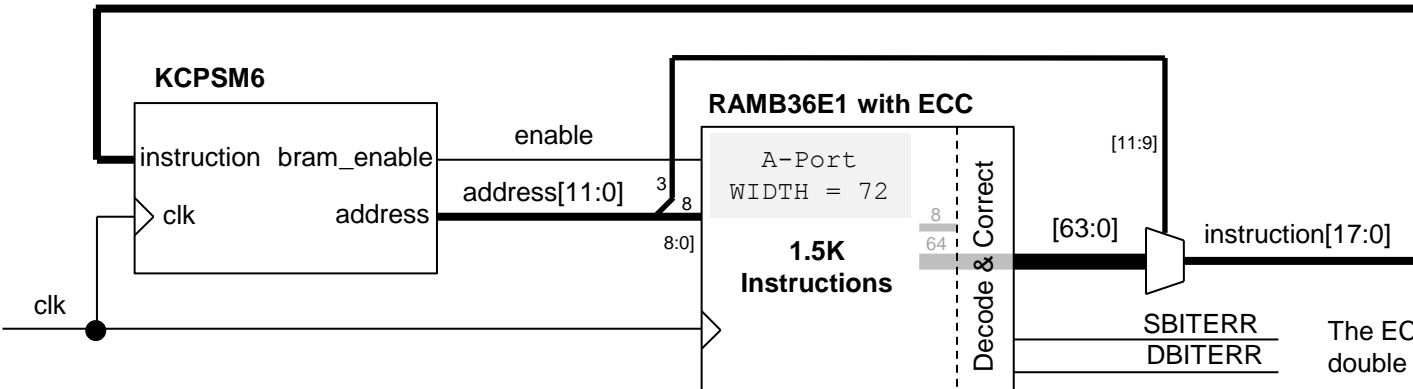 KCPSM6
RAMB36E1 with ECC
instruction bram_enable
clk address
enable
address[11:0]
3
8
8:0]
A-Port
WIDTH = 72
1.5K
Instructions
8
64
Decode & Correct
[11:9]
[63:0]
instruction[17:0]
clk
SBITERR
DBITERR
The EC
double